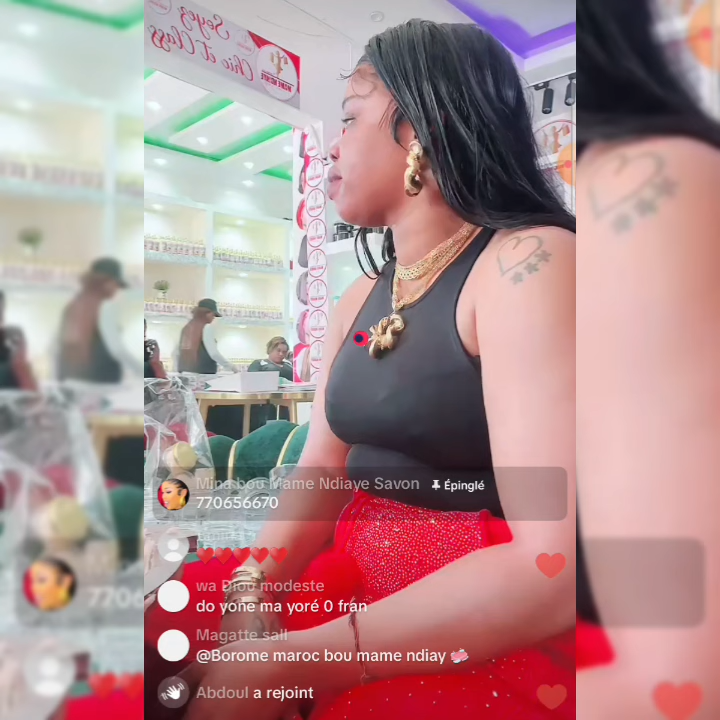 Soyez
Chic et Class
Mina bou Mame Ndiaye Savon Épinglé
770656670
❤️❤️❤️❤️❤️
wa Diou modeste
do yone ma yoré 0 fran
Magatte sall
@Borome maroc bou mame ndiay
Abdoul a rejoint